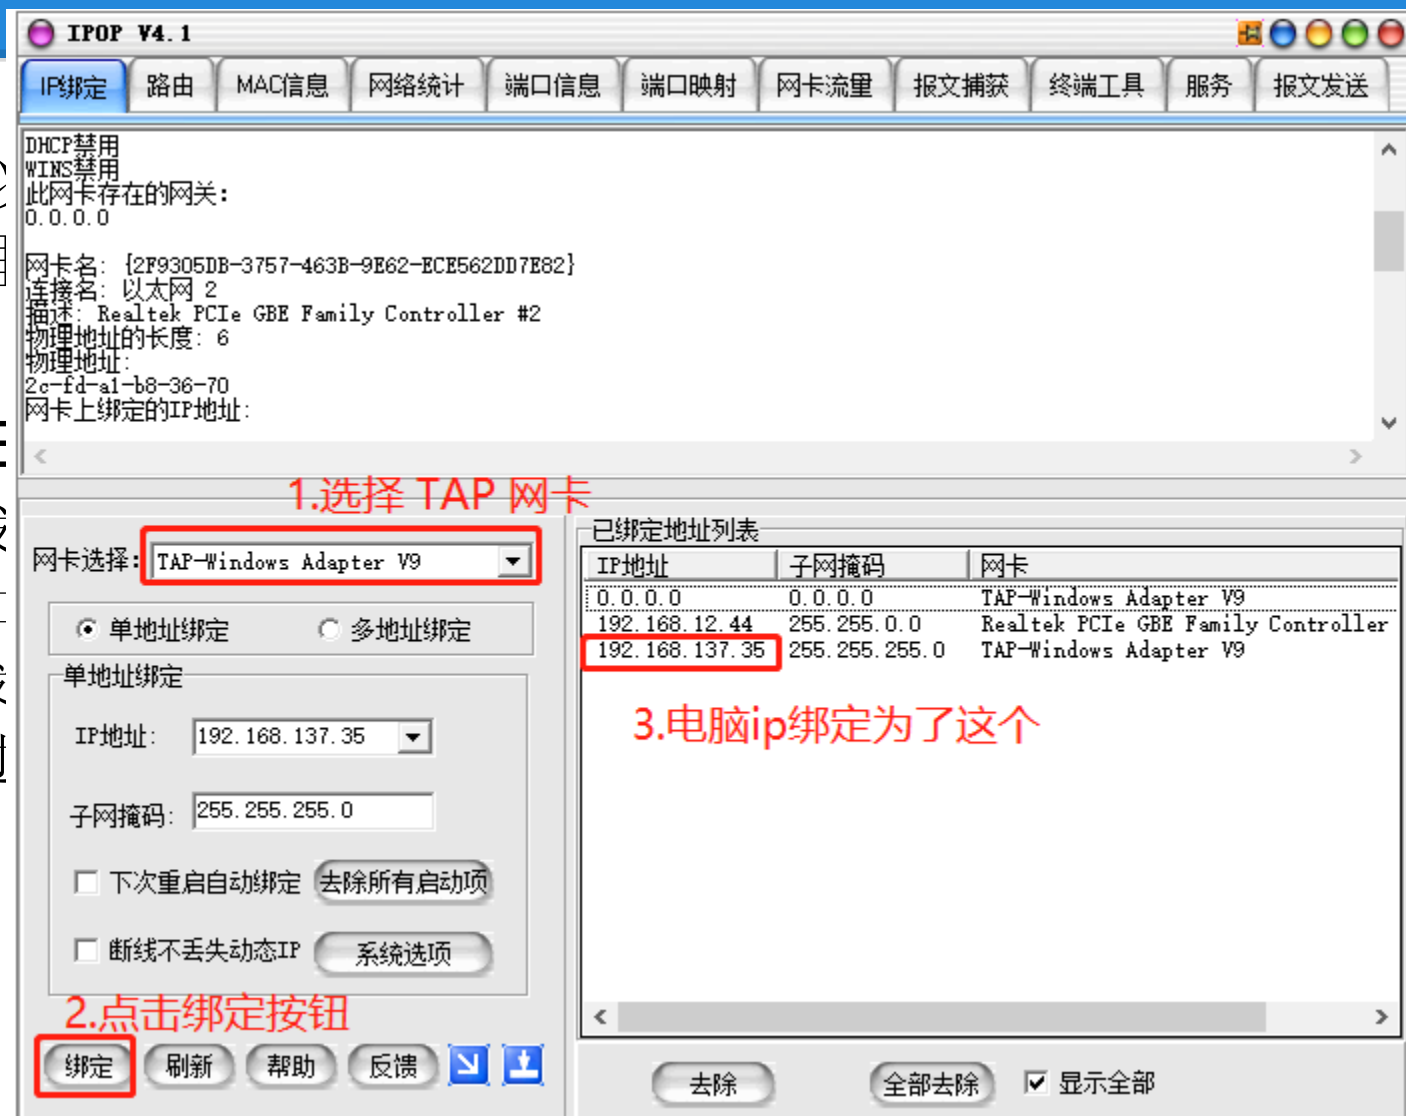 IPOP V4.1
IP绑定 路由 MAC信息 网络统计 端口信息 端口映射 网卡流量 报文捕获 终端工具 服务 报文发送
DHCP禁用
WINS禁用
此网卡存在的网关:
0.0.0.0
网卡名: {2F9305DB-3757-463B-9E62-ECE562DD7E82}
连接名: 以太网 2
描述: Realtek PCIe GBE Family Controller #2
物理地址的长度: 6
物理地址:
2c-fd-a1-b8-36-70
网卡上绑定的IP地址:
1.选择 TAP 网卡
网卡选择: TAP-Windows Adapter V9
单地址绑定 多地址绑定
单地址绑定
IP地址: 192.168.137.35
子网掩码: 255.255.255.0
下次重启自动绑定 去除所有启动项
断线不丢失动态IP 系统选项
2.点击绑定按钮
绑定 刷新 帮助 反馈
已绑定地址列表
IP地址 子网掩码 网卡
0.0.0.0 0.0.0.0 TAP-Windows Adapter V9
192.168.12.44 255.255.0.0 Realtek PCIe GBE Family Controller
192.168.137.35 255.255.255.0 TAP-Windows Adapter V9
3.电脑ip绑定为了这个
去除 全部去除 显示全部